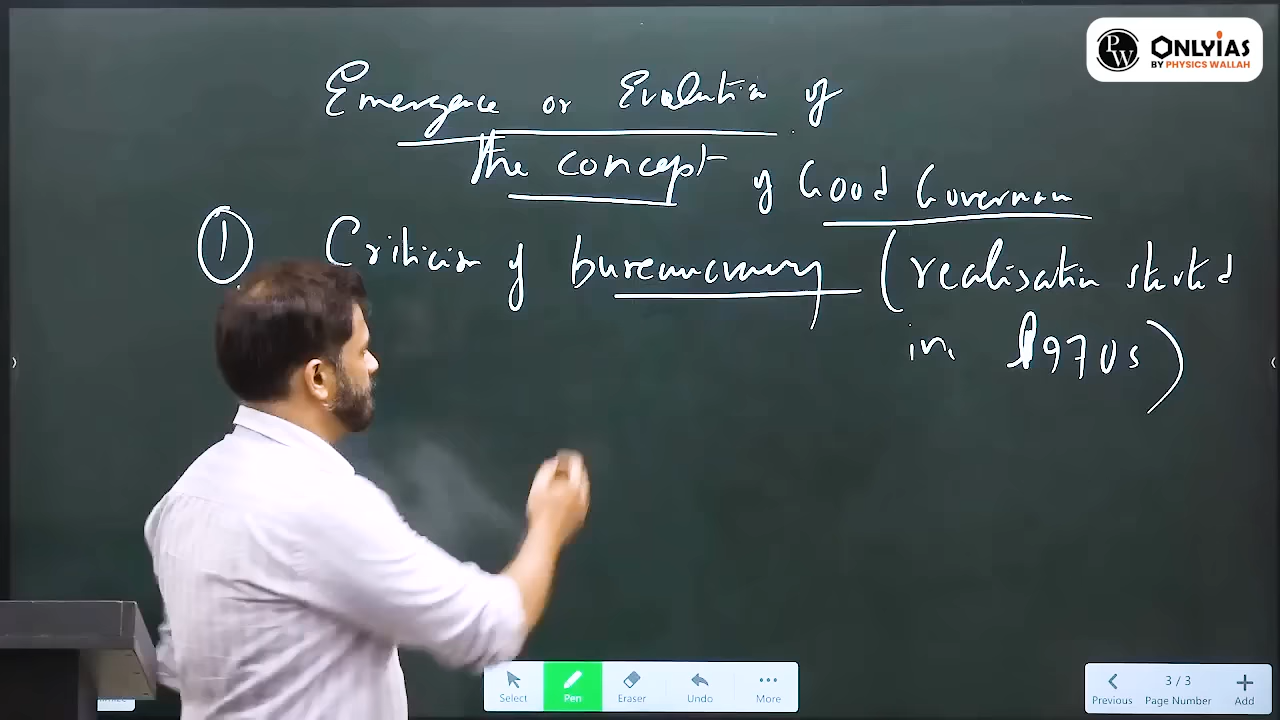 PW ONLYIAS
BY PHYSICS WALLAH
Emergence or Evolution of
the concept of Good Governance
① Criticism of bureaucracy (realisation started
in 1970s)
Select Pen Eraser Undo More
Previous 3 / 3 Page Number Add